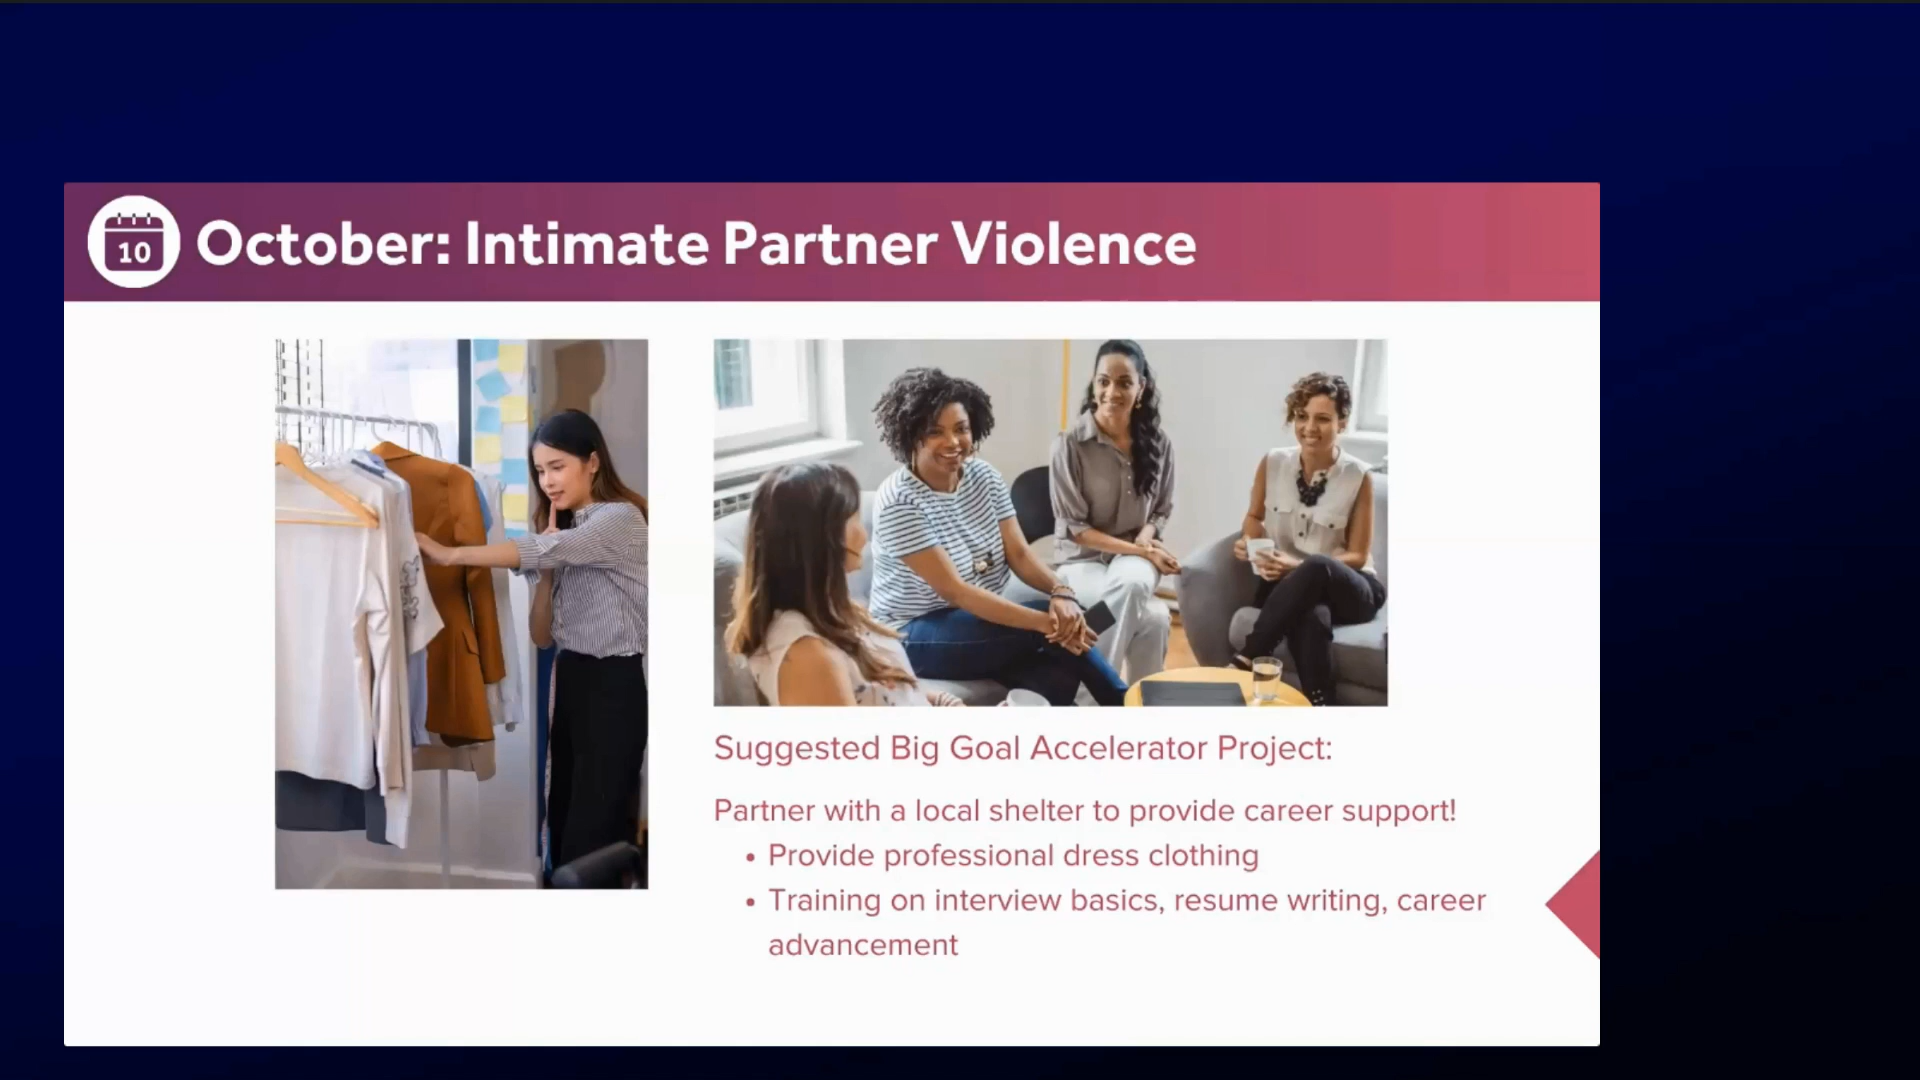 10
October: Intimate Partner Violence
Suggested Big Goal Accelerator Project:
Partner with a local shelter to provide career support!
• Provide professional dress clothing
• Training on interview basics, resume writing, career
advancement